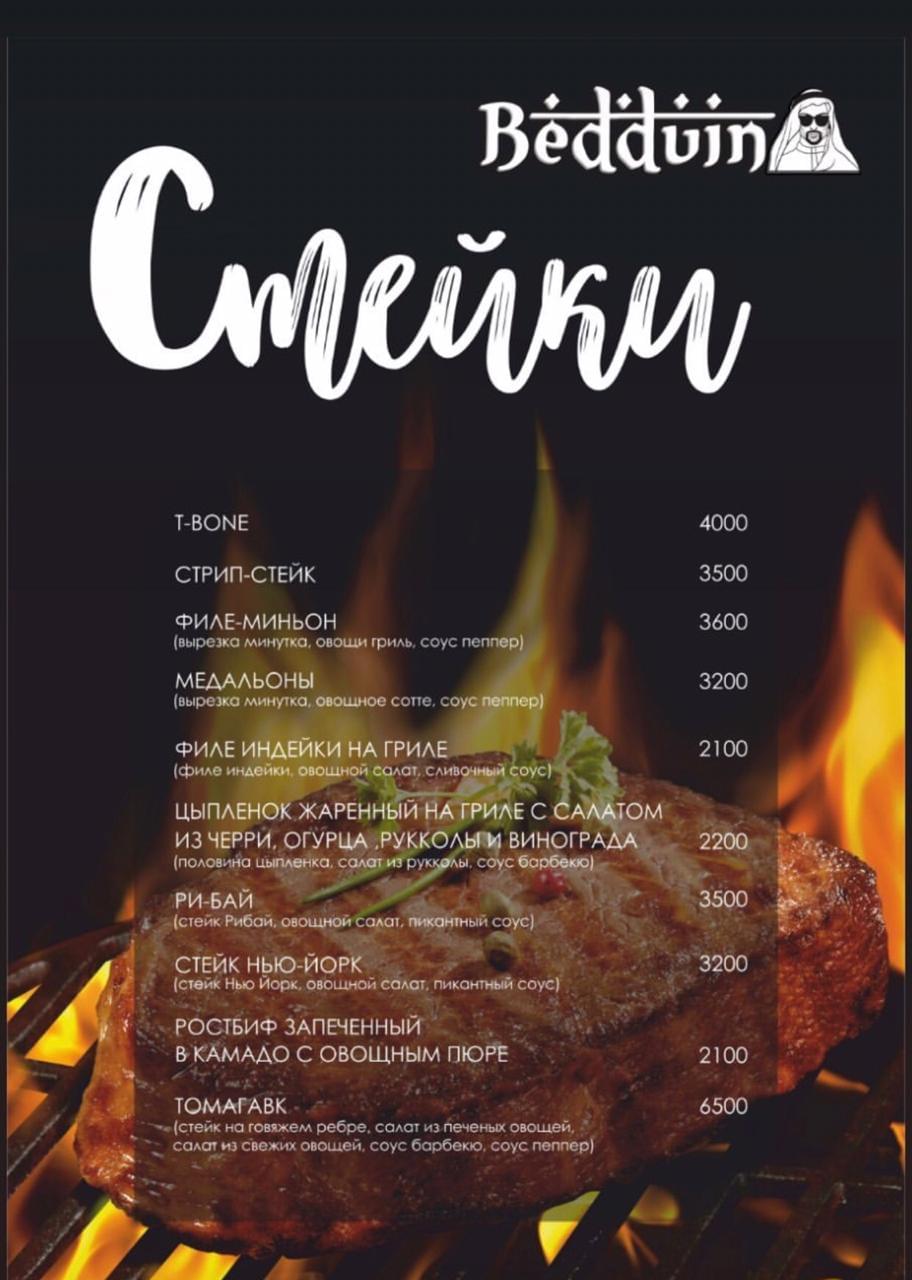 Bedduin
Стейки
T-BONE 4000
СТРИП-СТЕЙК 3500
ФИЛЕ-МИНЬОН 3600
(вырезка минутка, овощи гриль, соус пеппер)
МЕДАЛЬОНЫ 3200
(вырезка минутка, овощное сотте, соус пеппер)
ФИЛЕ ИНДЕЙКИ НА ГРИЛЕ 2100
(филе индейки, овощной салат, сливочный соус)
ЦЫПЛЕНОК ЖАРЕННЫЙ НА ГРИЛЕ С САЛАТОМ
ИЗ ЧЕРРИ, ОГУРЦА ,РУККОЛЫ И ВИНОГРАДА 2200
(половина цыпленка, салат из рукколы, соус барбекю)
РИ-БАЙ 3500
(стейк Рибай, овощной салат, пикантный соус)
СТЕЙК НЬЮ-ЙОРК 3200
(стейк Нью Йорк, овощной салат, пикантный соус)
РОСТБИФ ЗАПЕЧЕННЫЙ
В КАМАДО С ОВОЩНЫМ ПЮРЕ 2100
ТОМАГАВК 6500
(стейк на говяжем ребре, салат из печеных овощей,
салат из свежих овощей, соус барбекю, соус пеппер)